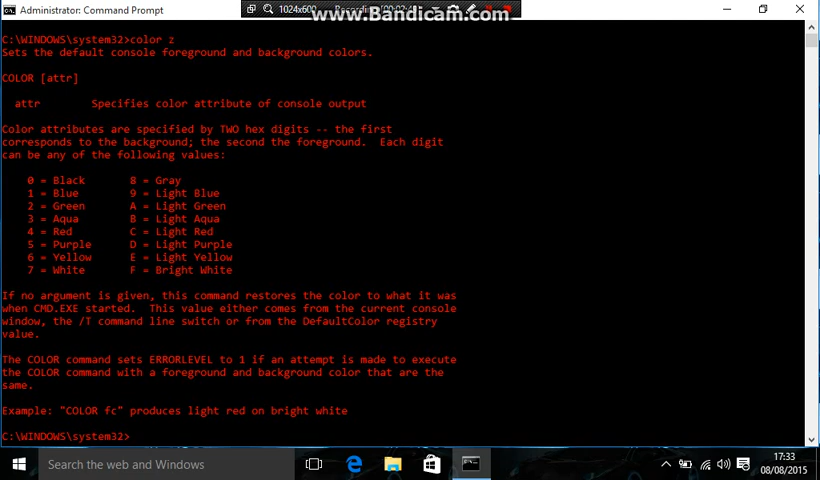 Administrator: Command Prompt
1024x600
www.Bandicam.com
C:\WINDOWS\system32>color z
Sets the default console foreground and background colors.
COLOR [attr]
attr Specifies color attribute of console output
Color attributes are specified by TWO hex digits -- the first
corresponds to the background; the second the foreground. Each digit
can be any of the following values:
0 = Black 8 = Gray
1 = Blue 9 = Light Blue
2 = Green A = Light Green
3 = Aqua B = Light Aqua
4 = Red C = Light Red
5 = Purple D = Light Purple
6 = Yellow E = Light Yellow
7 = White F = Bright White
If no argument is given, this command restores the color to what it was
when CMD.EXE started. This value either comes from the current console
window, the /T command line switch or from the DefaultColor registry
value.
The COLOR command sets ERRORLEVEL to 1 if an attempt is made to execute
the COLOR command with a foreground and background color that are the
same.
Example: "COLOR fc" produces light red on bright white
C:\WINDOWS\system32>
Search the web and Windows
17:33
08/08/2015